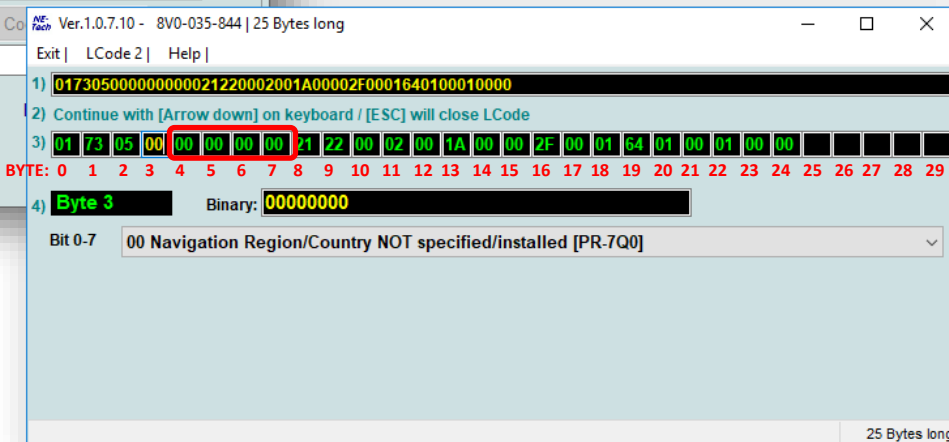 Co
NE-Tech Ver.1.0.7.10 - 8V0-035-844 | 25 Bytes long
Exit | LCode 2 | Help |
1) 017305000000000021220002001A00002F0001640100010000
2) Continue with [Arrow down] on keyboard / [ESC] will close LCode
3) 01 73 05 00 00 00 00 00 21 22 00 02 00 1A 00 00 2F 00 01 64 01 00 01 00 00
BYTE: 0 1 2 3 4 5 6 7 8 9 10 11 12 13 14 15 16 17 18 19 20 21 22 23 24 25 26 27 28 29
4) Byte 3 Binary: 00000000
Bit 0-7 00 Navigation Region/Country NOT specified/installed [PR-7Q0]
25 Bytes long